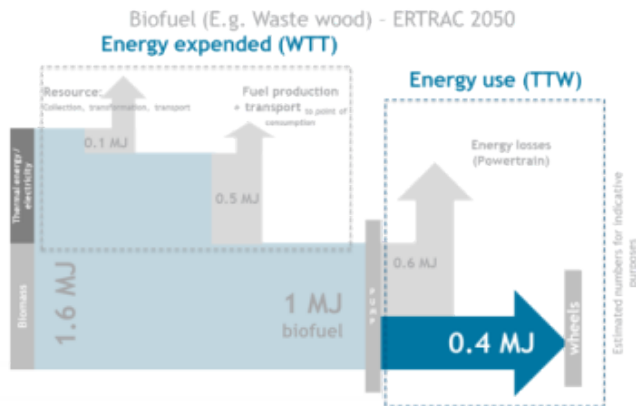 Biofuel (E.g. Waste wood) - ERTRAC 2050
Energy expended (WTT)
Resource:
Collection, transformation, transport
0.1 MJ
Fuel production
+ transport to point of
consumption
0.5 MJ
Thermal energy /
electricity
Biomass
1.6 MJ
1 MJ
biofuel
Energy use (TTW)
Energy losses
(Powertrain)
0.6 MJ
0.4 MJ
wheels
Estimated numbers for indicative
purposes